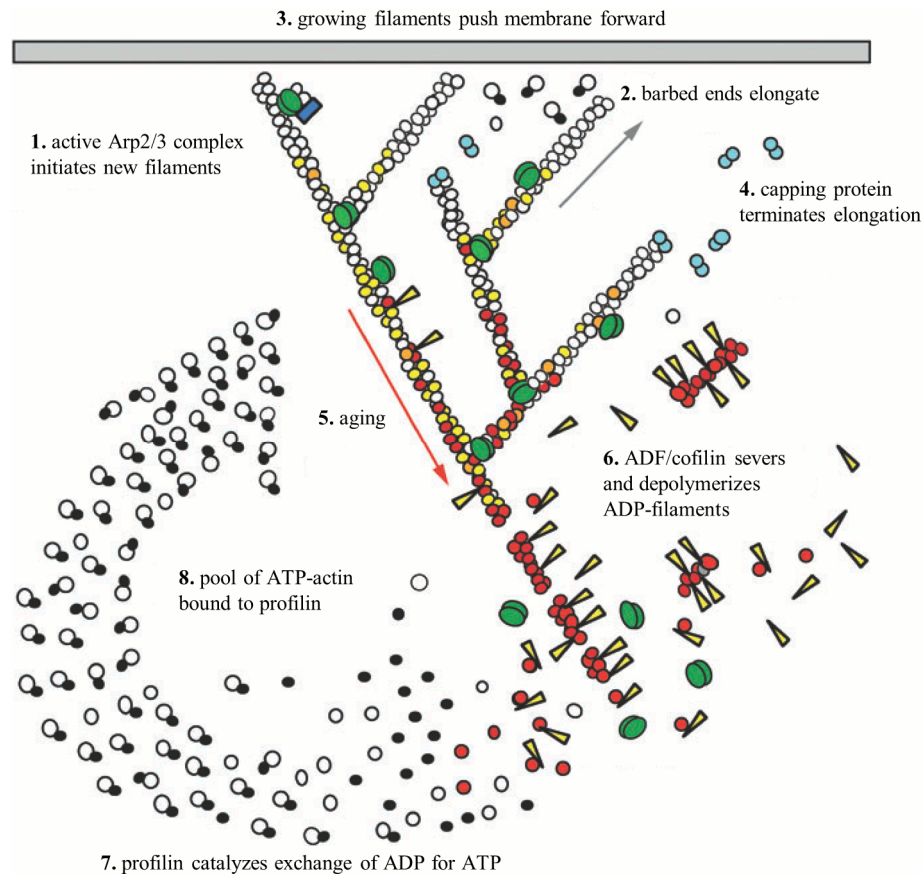 3. growing filaments push membrane forward
2. barbed ends elongate
1. active Arp2/3 complex
initiates new filaments
4. capping protein
terminates elongation
5. aging
6. ADF/cofilin severs
and depolymerizes
ADP-filaments
8. pool of ATP-actin
bound to profilin
7. profilin catalyzes exchange of ADP for ATP